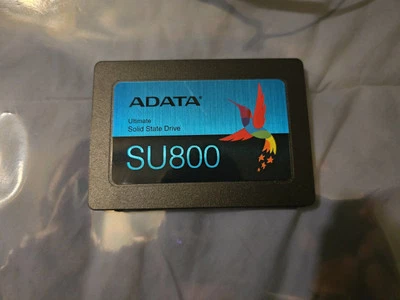 ADATA
Ultimate
Solid State Drive
SU800